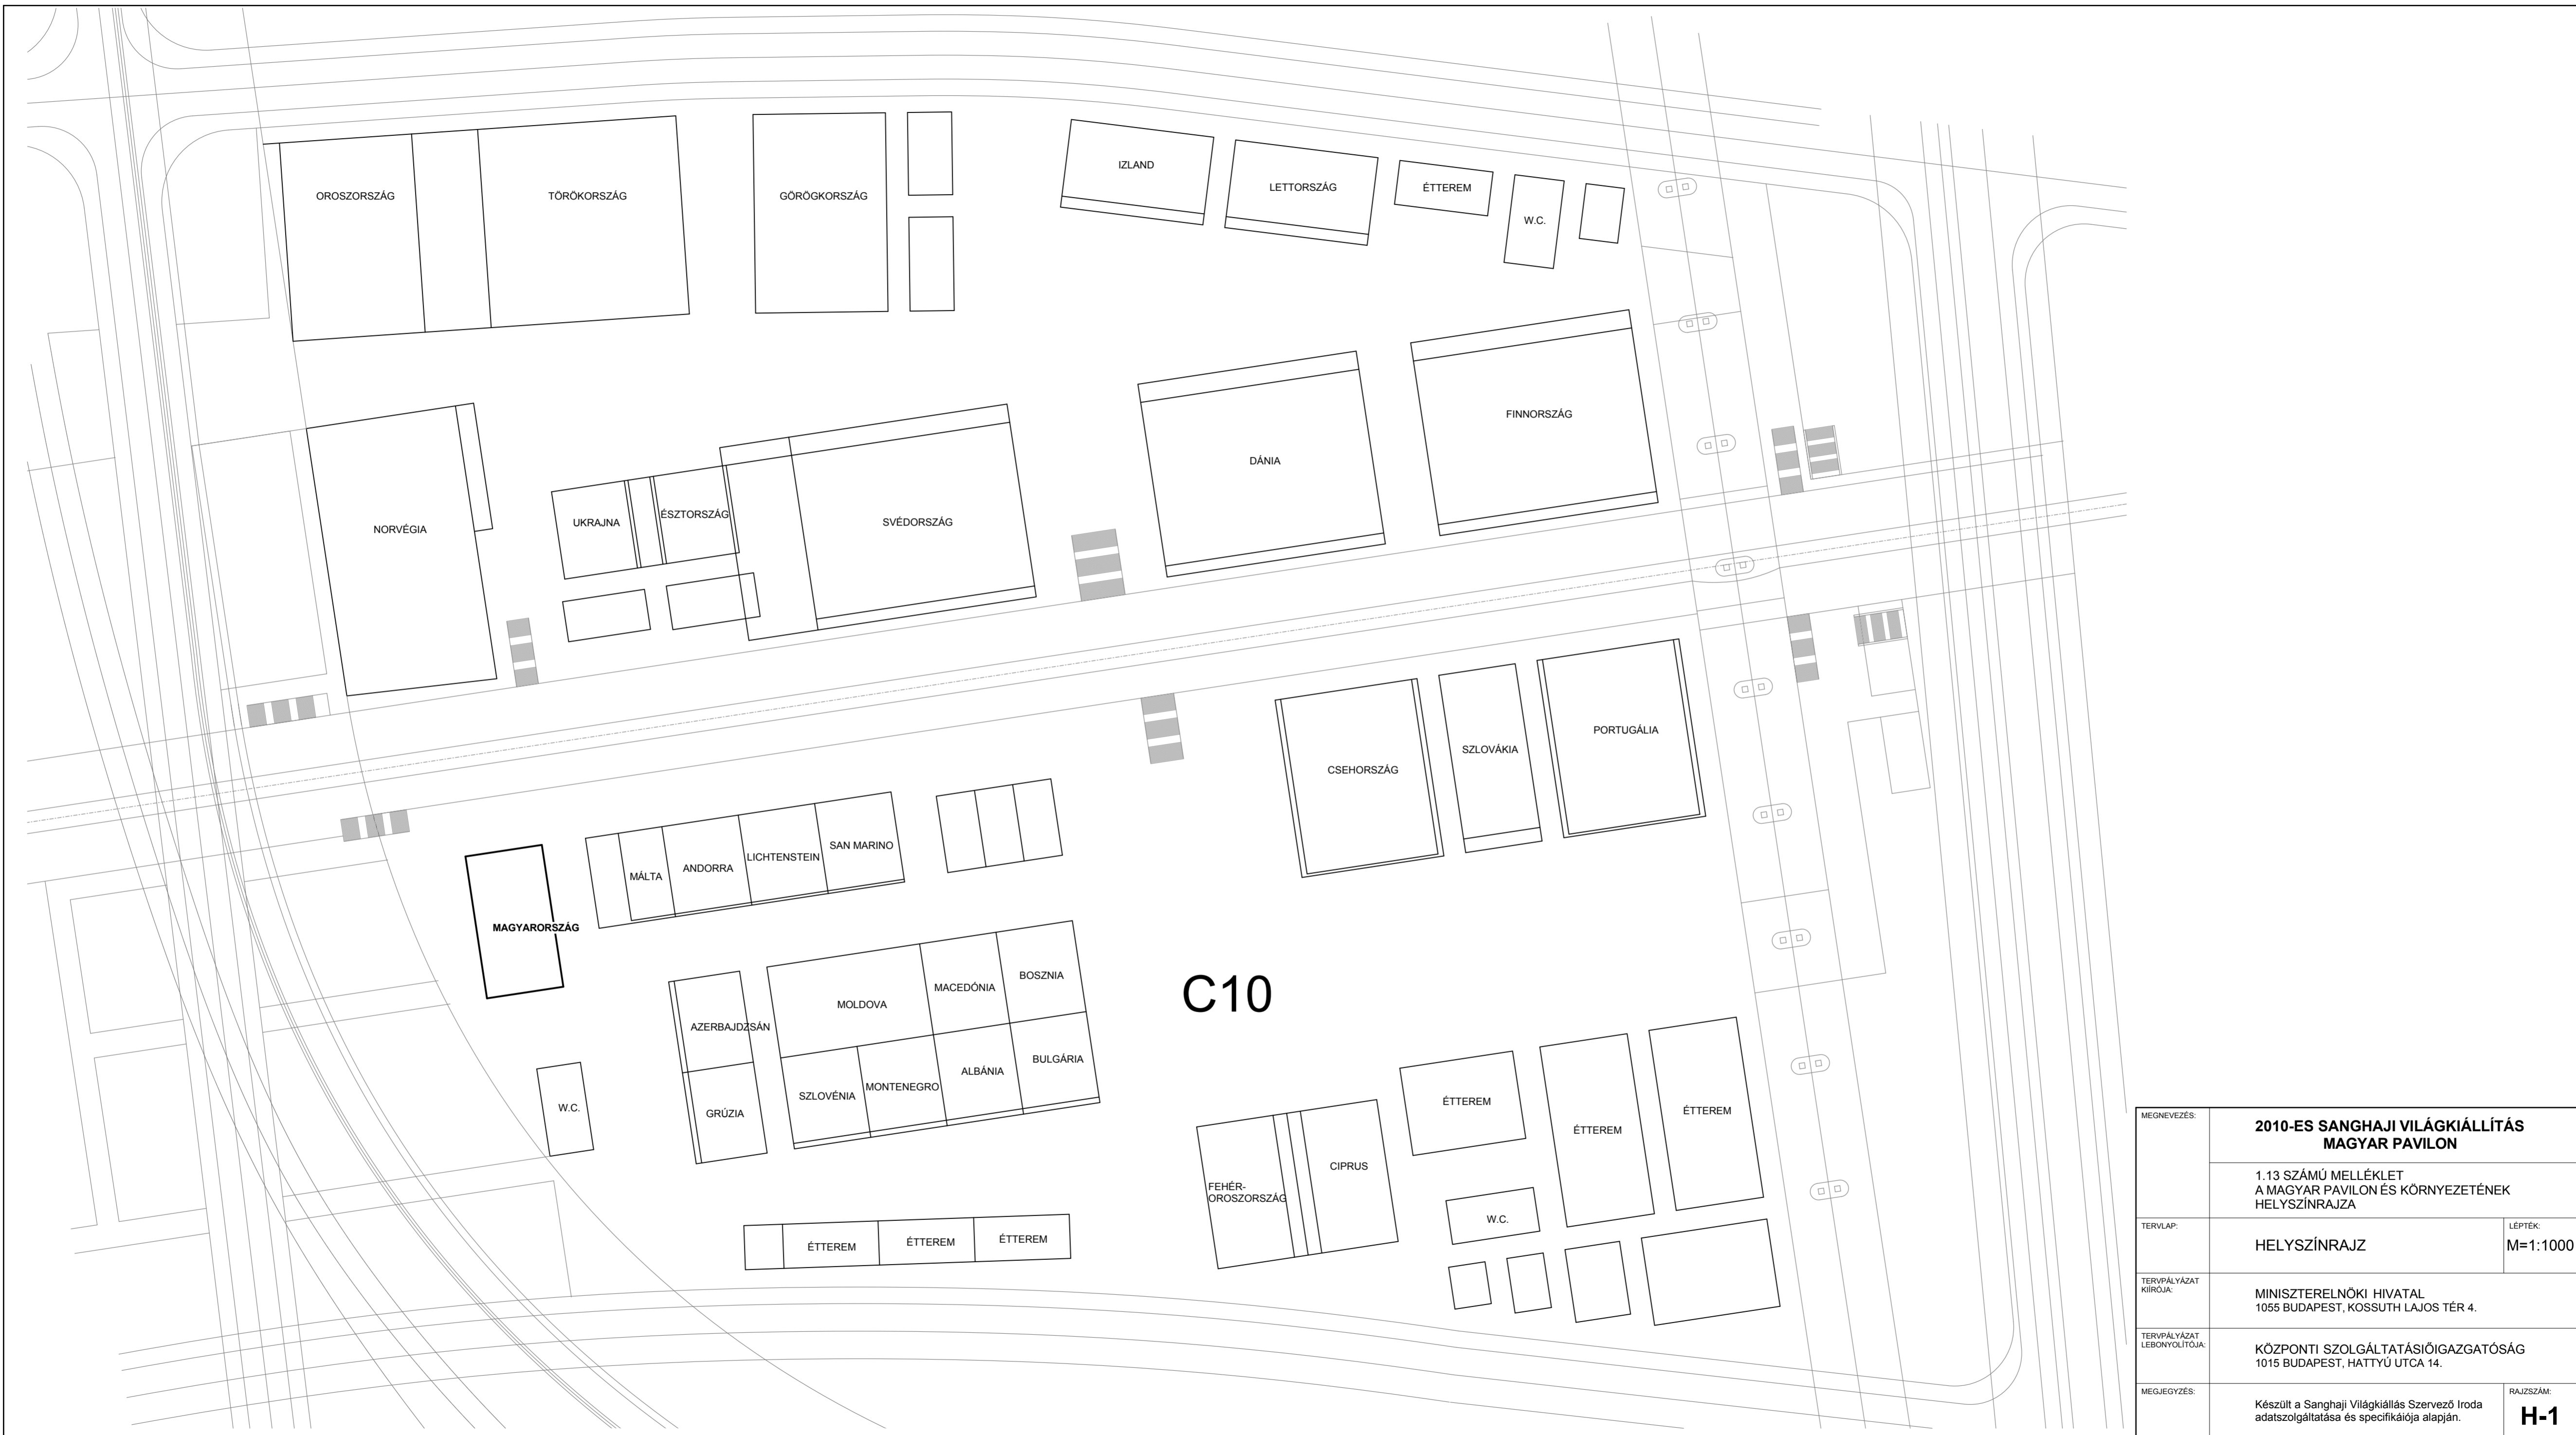 OROSZORSZÁG
TÖRÖKORSZÁG
GÖRÖGKORSZÁG
IZLAND
LETTORSZÁG
ÉTTEREM
W.C.
NORVÉGIA
UKRAJNA
ÉSZTORSZÁG
SVÉDORSZÁG
DÁNIA
FINNORSZÁG
CSEHORSZÁG
SZLOVÁKIA
PORTUGÁLIA
MAGYARORSZÁG
MÁLTA
ANDORRA
LICHTENSTEIN
SAN MARINO
C10
AZERBAJDZSÁN
GRÚZIA
MOLDOVA
MACEDÓNIA
BOSZNIA
SZLOVÉNIA
MONTENEGRO
ALBÁNIA
BULGÁRIA
W.C.
ÉTTEREM
ÉTTEREM
ÉTTEREM
FEHÉR-
OROSZORSZÁG
CIPRUS
ÉTTEREM
ÉTTEREM
ÉTTEREM
W.C.
MEGNEVEZÉS:
2010-ES SANGHAJI VILÁGKIÁLLÍTÁS
MAGYAR PAVILON
1.13 SZÁMÚ MELLÉKLET
A MAGYAR PAVILON ÉS KÖRNYEZETÉNEK
HELYSZÍNRAJZA
TERVLAP:
HELYSZÍNRAJZ
LÉPTÉK:
M=1:1000
TERVPÁLYÁZAT
KIÍRÓJA:
MINISZTERELNÖKI HIVATAL
1055 BUDAPEST, KOSSUTH LAJOS TÉR 4.
TERVPÁLYÁZAT
LEBONYOLÍTÓJA:
KÖZPONTI SZOLGÁLTATÁSIÕIGAZGATÓSÁG
1015 BUDAPEST, HATTYÚ UTCA 14.
MEGJEGYZÉS:
Készült a Sanghaji Világkiállás Szervező Iroda
adatszolgáltatása és specifikáiója alapján.
RAJZSZÁM:
H-1